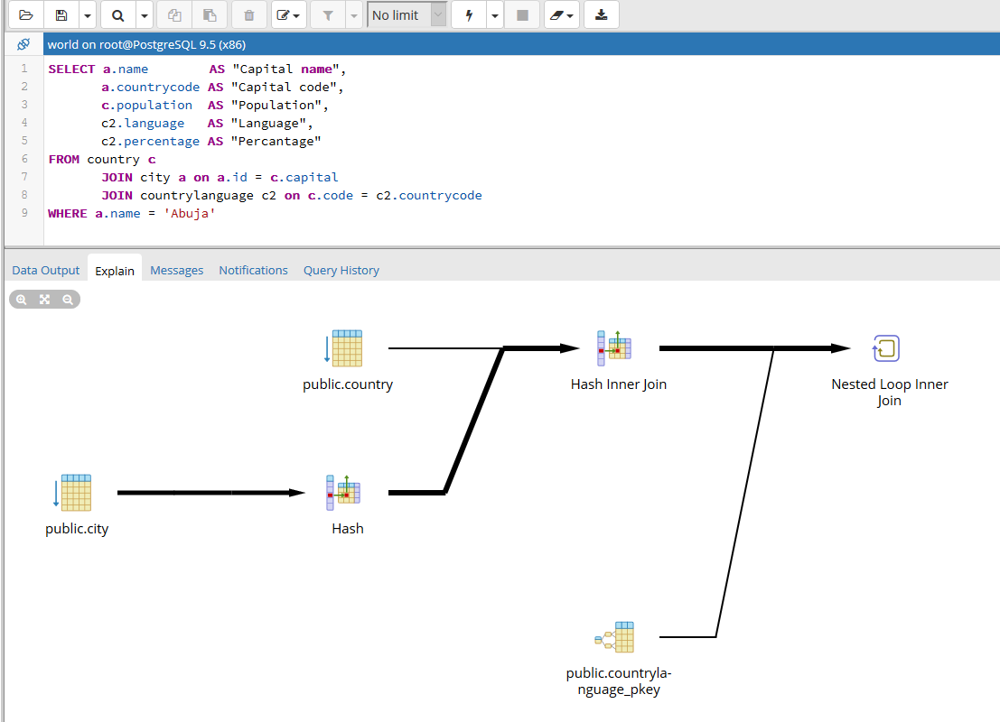 No limit
world on root@PostgreSQL 9.5 (x86)
1 SELECT a.name        AS "Capital name",
2        a.countrycode AS "Capital code",
3        c.population  AS "Population",
4        c2.language   AS "Language",
5        c2.percentage AS "Percantage"
6 FROM country c
7        JOIN city a on a.id = c.capital
8        JOIN countrylanguage c2 on c.code = c2.countrycode
9 WHERE a.name = 'Abuja'
Data Output Explain Messages Notifications Query History
public.country
Hash Inner Join
Nested Loop Inner
Join
public.city
Hash
public.countryla-
nguage_pkey